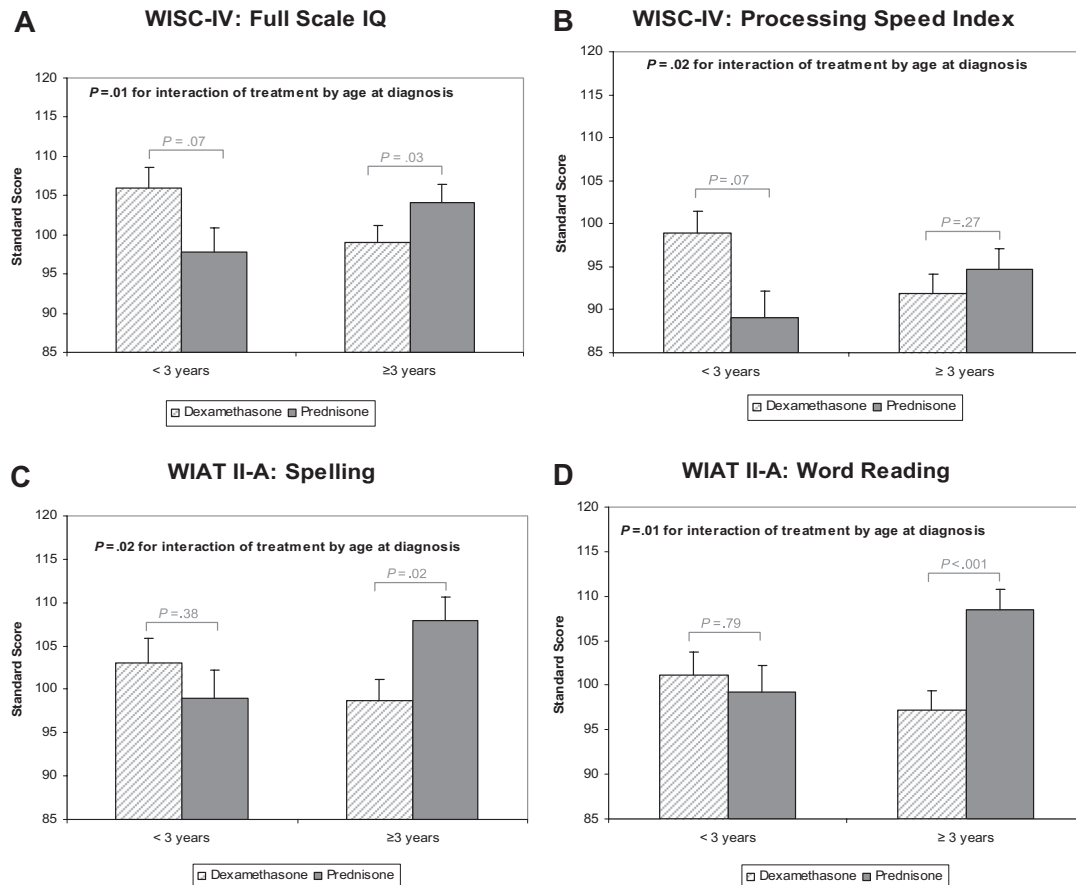 A
WISC-IV: Full Scale IQ
120
115
110
105
100
95
90
85
Standard Score
P =.01 for interaction of treatment by age at diagnosis
P = .07
P = .03
< 3 years
≥3 years
Dexamethasone Prednisone
B
WISC-IV: Processing Speed Index
120
115
110
105
100
95
90
85
Standard Score
P = .02 for interaction of treatment by age at diagnosis
P = .07
P =.27
< 3 years
≥ 3 years
Dexamethasone Prednisone
C
WIAT II-A: Spelling
120
115
110
105
100
95
90
85
Standard Score
P =.02 for interaction of treatment by age at diagnosis
P =.38
P =.02
< 3 years
≥3 years
Dexamethasone Prednisone
D
WIAT II-A: Word Reading
120
115
110
105
100
95
90
85
Standard Score
P =.01 for interaction of treatment by age at diagnosis
P = .79
P <.001
< 3 years
≥ 3 years
Dexamethasone Prednisone